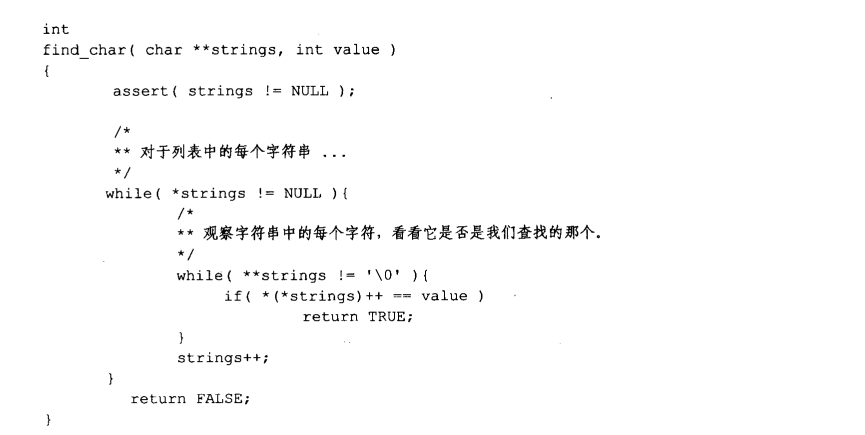 int
find_char( char **strings, int value )
{
assert( strings != NULL );
/*
** 对于列表中的每个字符串 ...
*/
while( *strings != NULL ){
/*
** 观察字符串中的每个字符，看看它是否是我们查找的那个。
*/
while( **strings != '\0' ){
if( *(*strings)++ == value )
return TRUE;
}
strings++;
}
return FALSE;
}